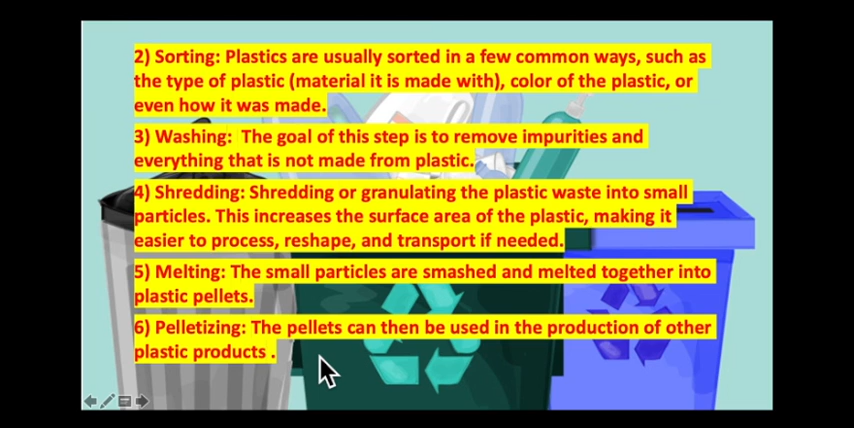 2) Sorting: Plastics are usually sorted in a few common ways, such as
the type of plastic (material it is made with), color of the plastic, or
even how it was made.
3) Washing:  The goal of this step is to remove impurities and
everything that is not made from plastic.
4) Shredding: Shredding or granulating the plastic waste into small
particles. This increases the surface area of the plastic, making it
easier to process, reshape, and transport if needed.
5) Melting: The small particles are smashed and melted together into
plastic pellets.
6) Pelletizing: The pellets can then be used in the production of other
plastic products .